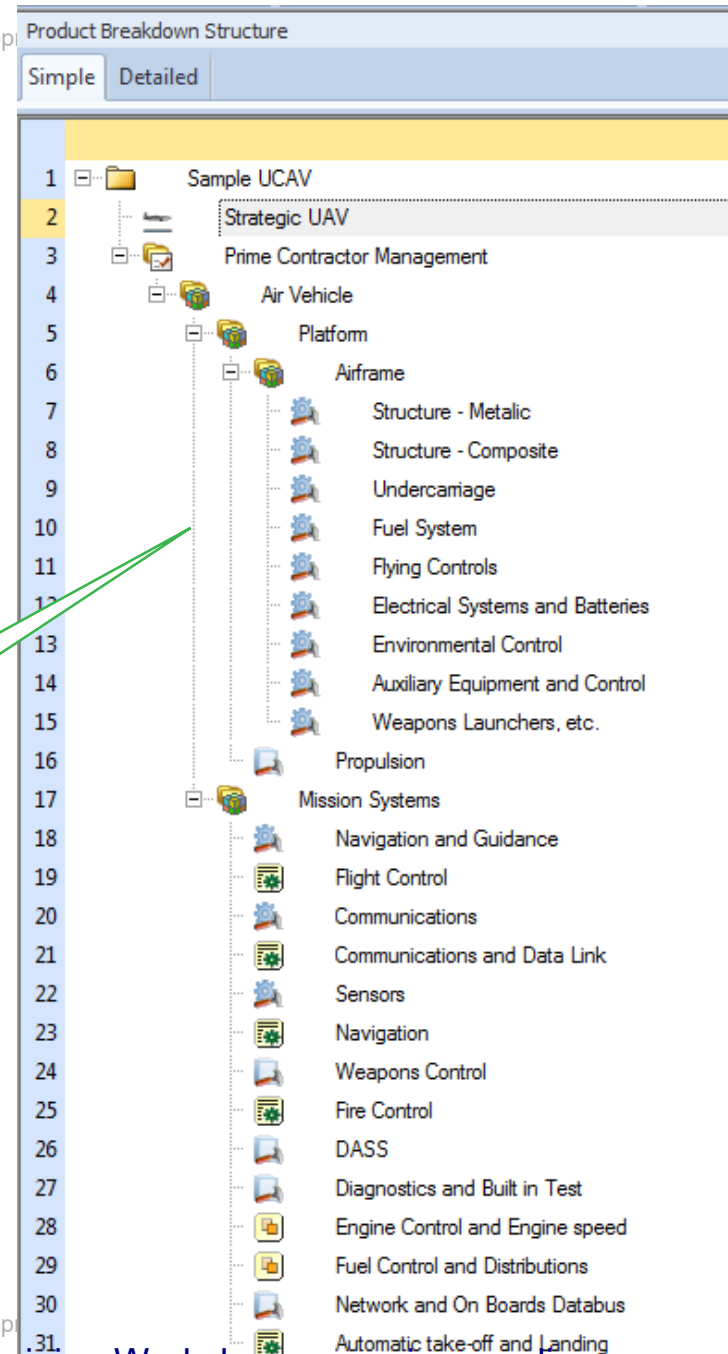 Product Breakdown Structure
Simple Detailed
1 Sample UCAV
2 Strategic UAV
3 Prime Contractor Management
4 Air Vehicle
5 Platform
6 Airframe
7 Structure - Metalic
8 Structure - Composite
9 Undercarriage
10 Fuel System
11 Flying Controls
12 Electrical Systems and Batteries
13 Environmental Control
14 Auxiliary Equipment and Control
15 Weapons Launchers, etc.
16 Propulsion
17 Mission Systems
18 Navigation and Guidance
19 Flight Control
20 Communications
21 Communications and Data Link
22 Sensors
23 Navigation
24 Weapons Control
25 Fire Control
26 DASS
27 Diagnostics and Built in Test
28 Engine Control and Engine speed
29 Fuel Control and Distributions
30 Network and On Boards Databus
31 Automatic take-off and Landing